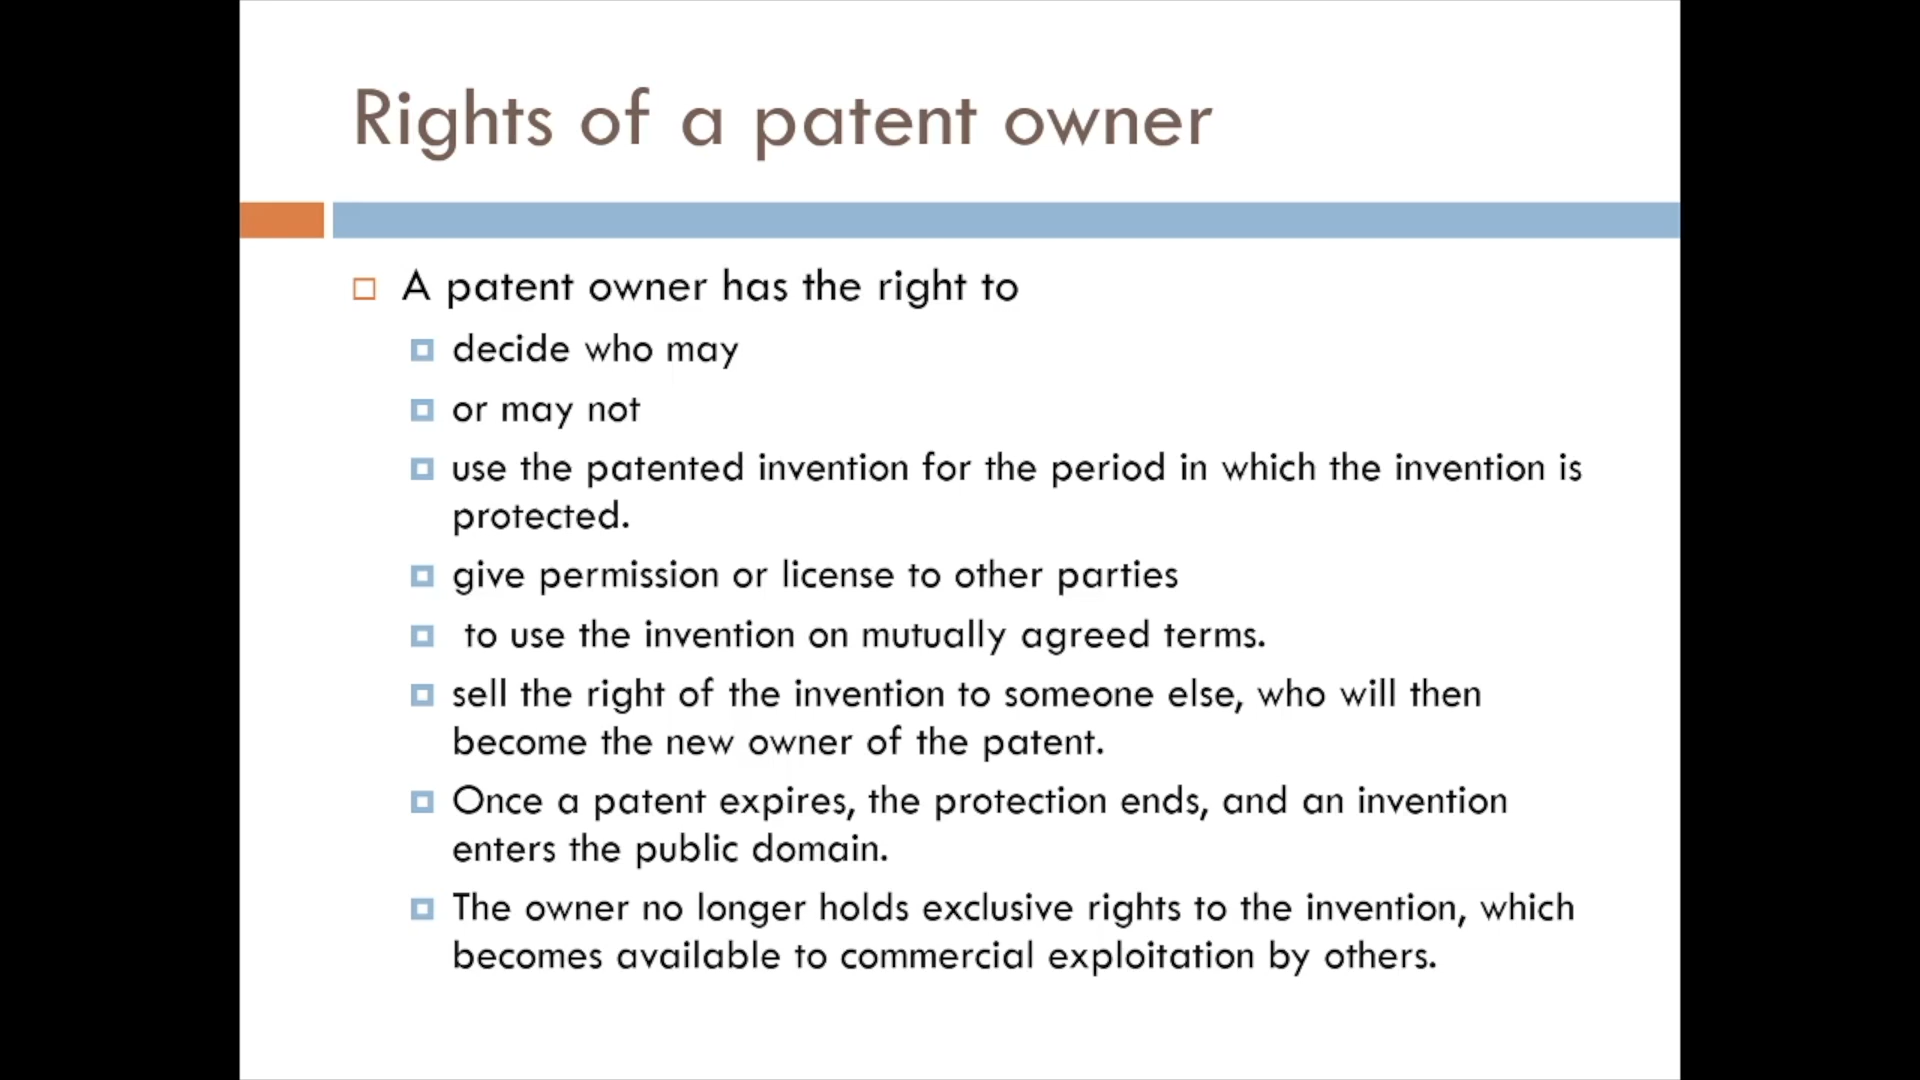 Rights of a patent owner
A patent owner has the right to
decide who may
or may not
use the patented invention for the period in which the invention is
protected.
give permission or license to other parties
to use the invention on mutually agreed terms.
sell the right of the invention to someone else, who will then
become the new owner of the patent.
Once a patent expires, the protection ends, and an invention
enters the public domain.
The owner no longer holds exclusive rights to the invention, which
becomes available to commercial exploitation by others.